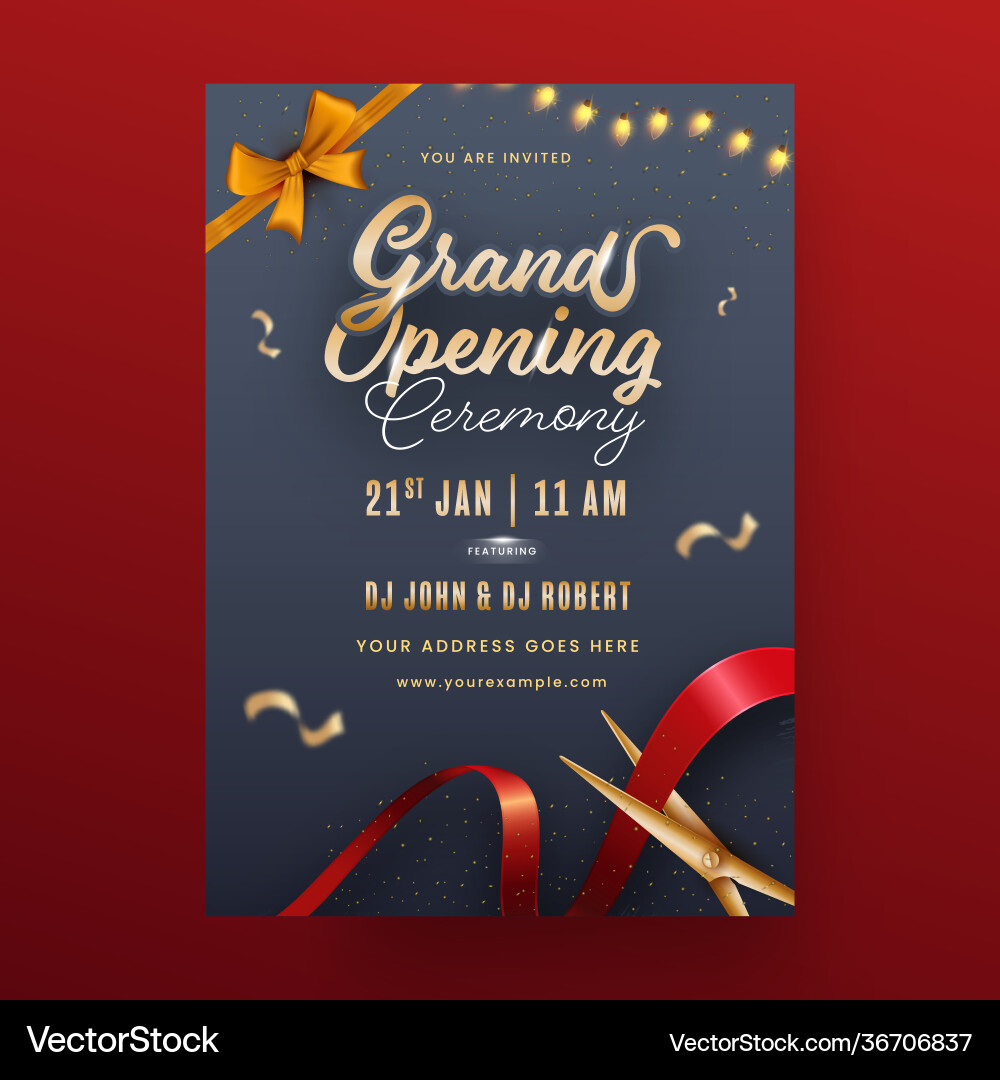 YOU ARE INVITED
Grand
Opening
Ceremony
21ST JAN | 11 AM
FEATURING
DJ JOHN & DJ ROBERT
YOUR ADDRESS GOES HERE
www.yourexample.com
VectorStock
VectorStock.com/36706837